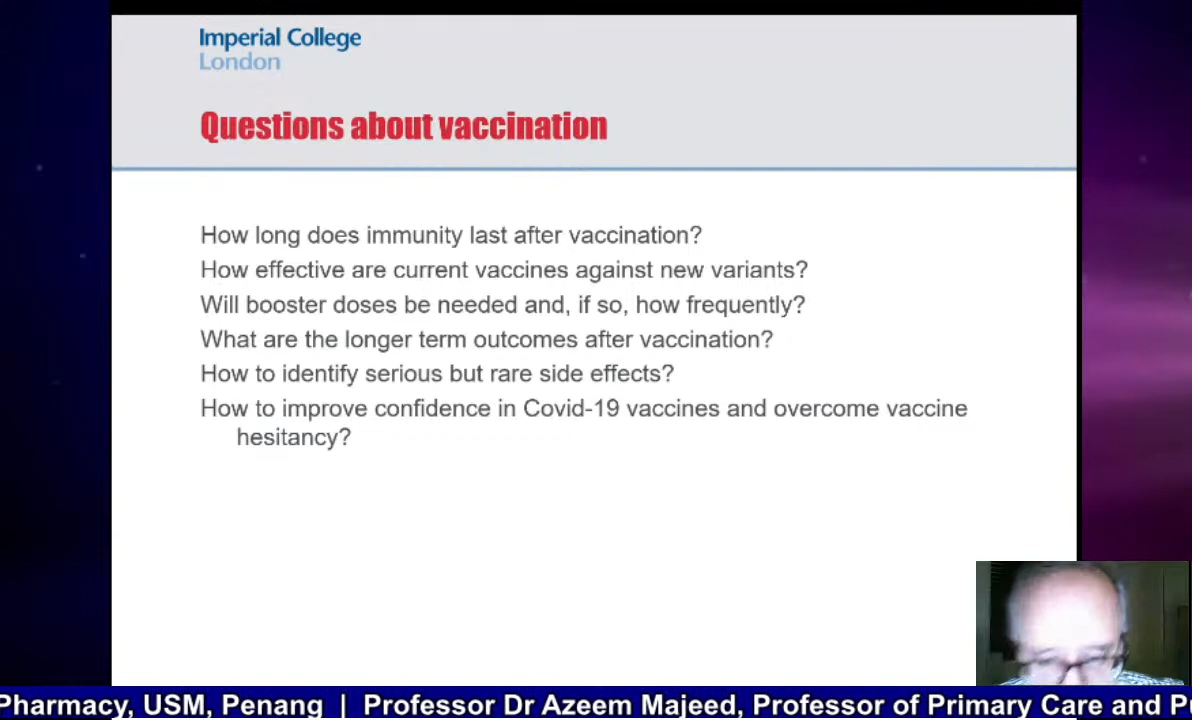 Imperial College
London
Questions about vaccination
How long does immunity last after vaccination?
How effective are current vaccines against new variants?
Will booster doses be needed and, if so, how frequently?
What are the longer term outcomes after vaccination?
How to identify serious but rare side effects?
How to improve confidence in Covid-19 vaccines and overcome vaccine
hesitancy?
Pharmacy, USM, Penang | Professor Dr Azeem Majeed, Professor of Primary Care and P